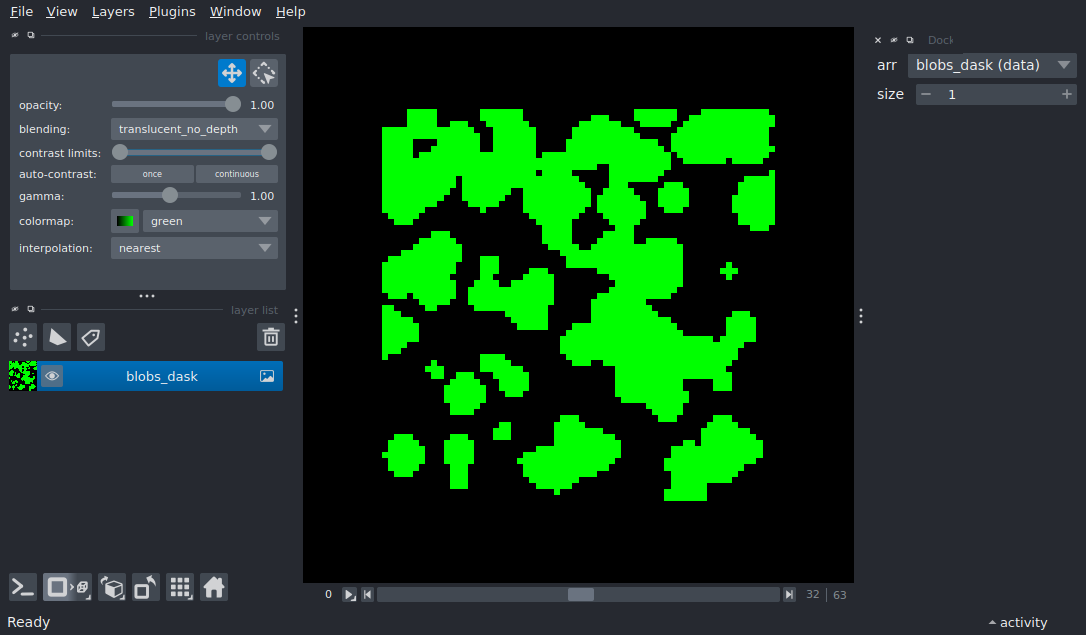 File View Layers Plugins Window Help
layer controls
opacity: 1.00
blending: translucent_no_depth
contrast limits:
auto-contrast: once continuous
gamma: 1.00
colormap: green
interpolation: nearest
layer list
blobs_dask
0 32 | 63
Ready
Dock
arr blobs_dask (data)
size 1
activity